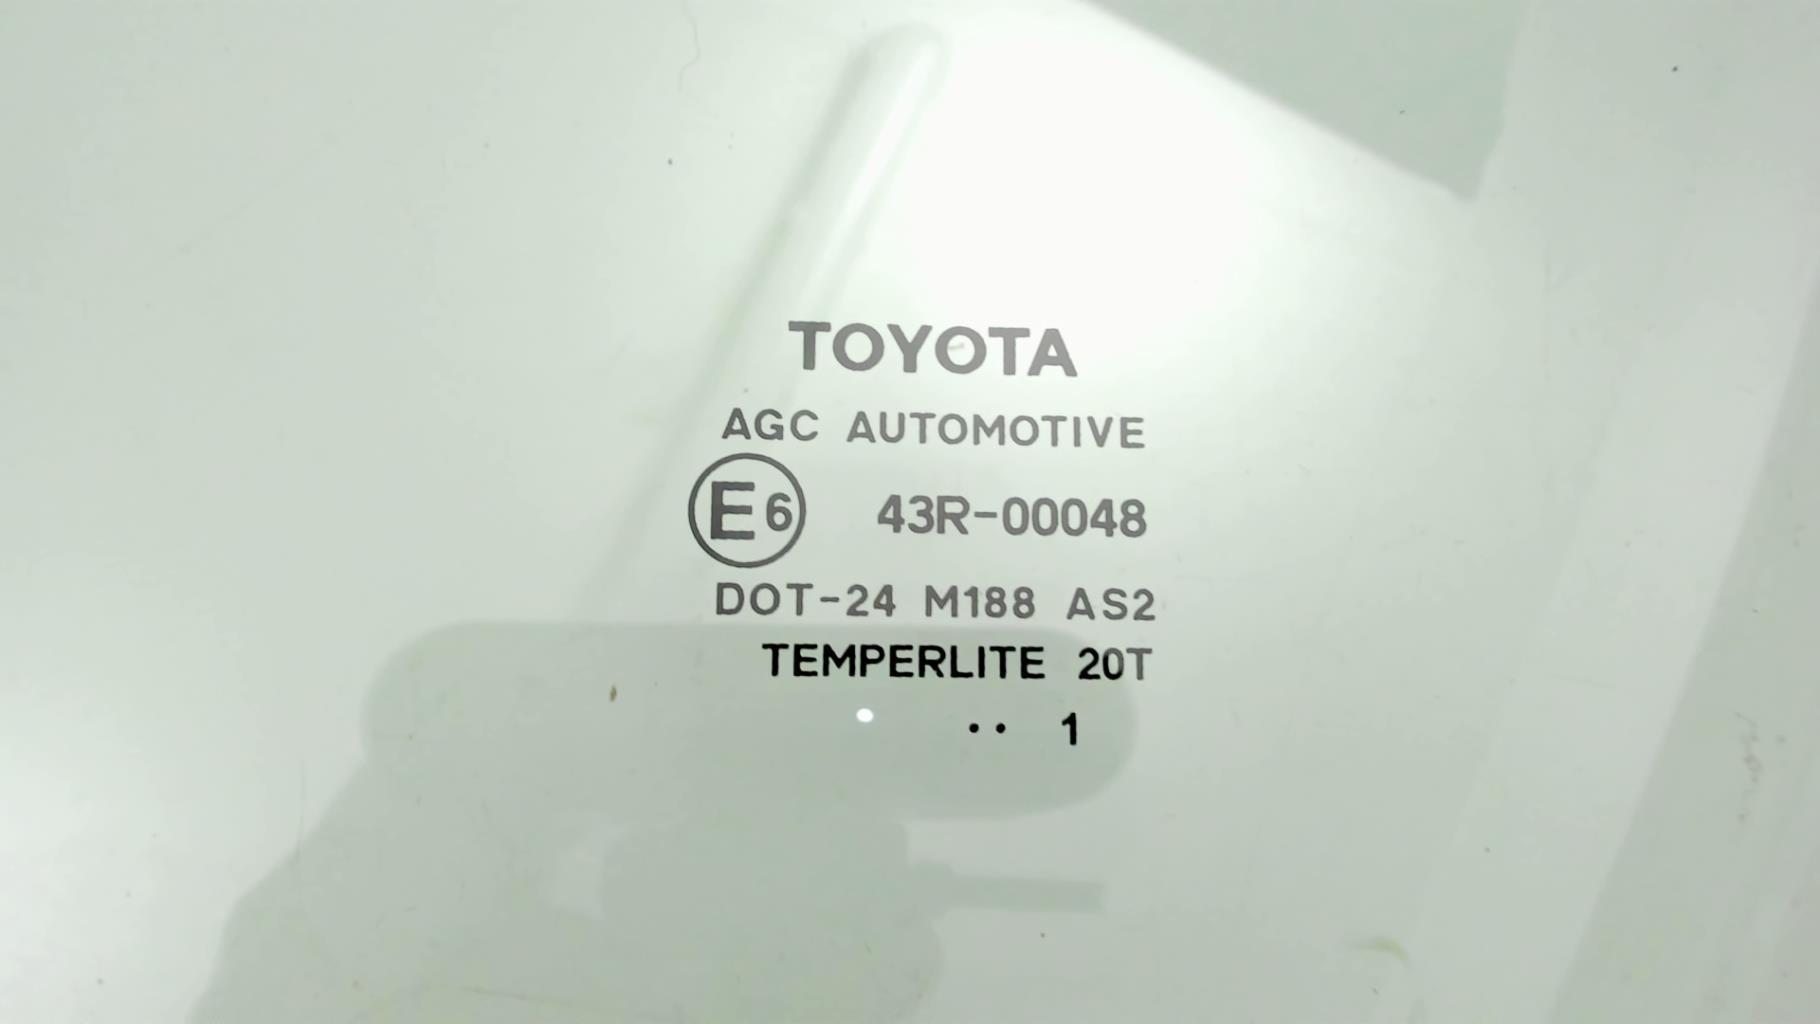 TOYOTA
AGC AUTOMOTIVE
E6 43R-00048
DOT-24 M188 AS2
TEMPERLITE 20T
•• 1